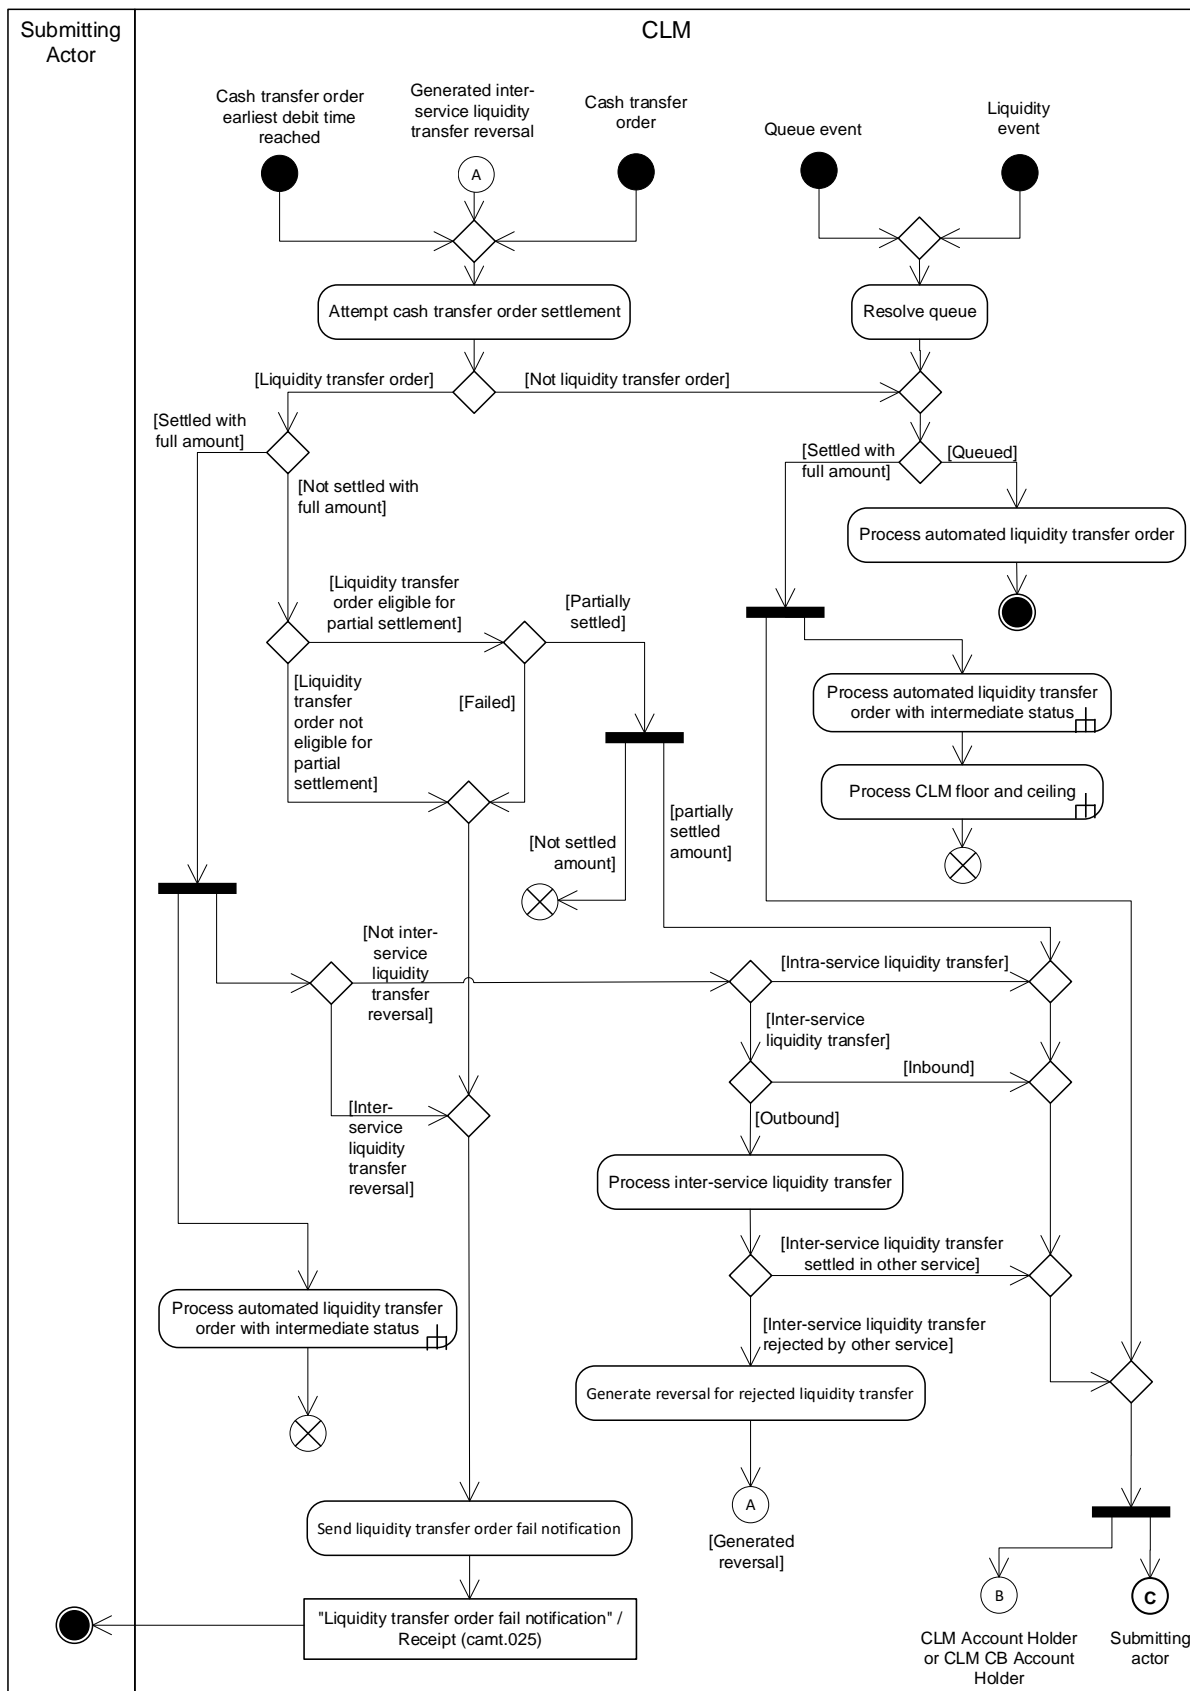 Submitting
Actor
CLM
Cash transfer order
earliest debit time
reached
Generated inter-
service liquidity
transfer reversal
Cash transfer
order
Queue event
Liquidity
event
A
Attempt cash transfer order settlement
Resolve queue
[Liquidity transfer order]
[Not liquidity transfer order]
[Settled with
full amount]
[Not settled with
full amount]
[Settled with
full amount]
[Queued]
Process automated liquidity transfer order
[Liquidity transfer
order eligible for
partial settlement]
[Partially
settled]
[Liquidity
transfer
order not
eligible for
partial
settlement]
[Failed]
Process automated liquidity transfer
order with intermediate status
Process CLM floor and ceiling
[Not settled
amount]
[partially
settled
amount]
[Not inter-
service
liquidity
transfer
reversal]
[Intra-service liquidity transfer]
[Inter-service
liquidity transfer]
[Inbound]
[Inter-
service
liquidity
transfer
reversal]
[Outbound]
Process inter-service liquidity transfer
[Inter-service liquidity transfer
settled in other service]
Process automated liquidity transfer
order with intermediate status
[Inter-service liquidity transfer
rejected by other service]
Generate reversal for rejected liquidity transfer
A
[Generated
reversal]
Send liquidity transfer order fail notification
"Liquidity transfer order fail notification" /
Receipt (camt.025)
B
C
CLM Account Holder
or CLM CB Account
Holder
Submitting
actor